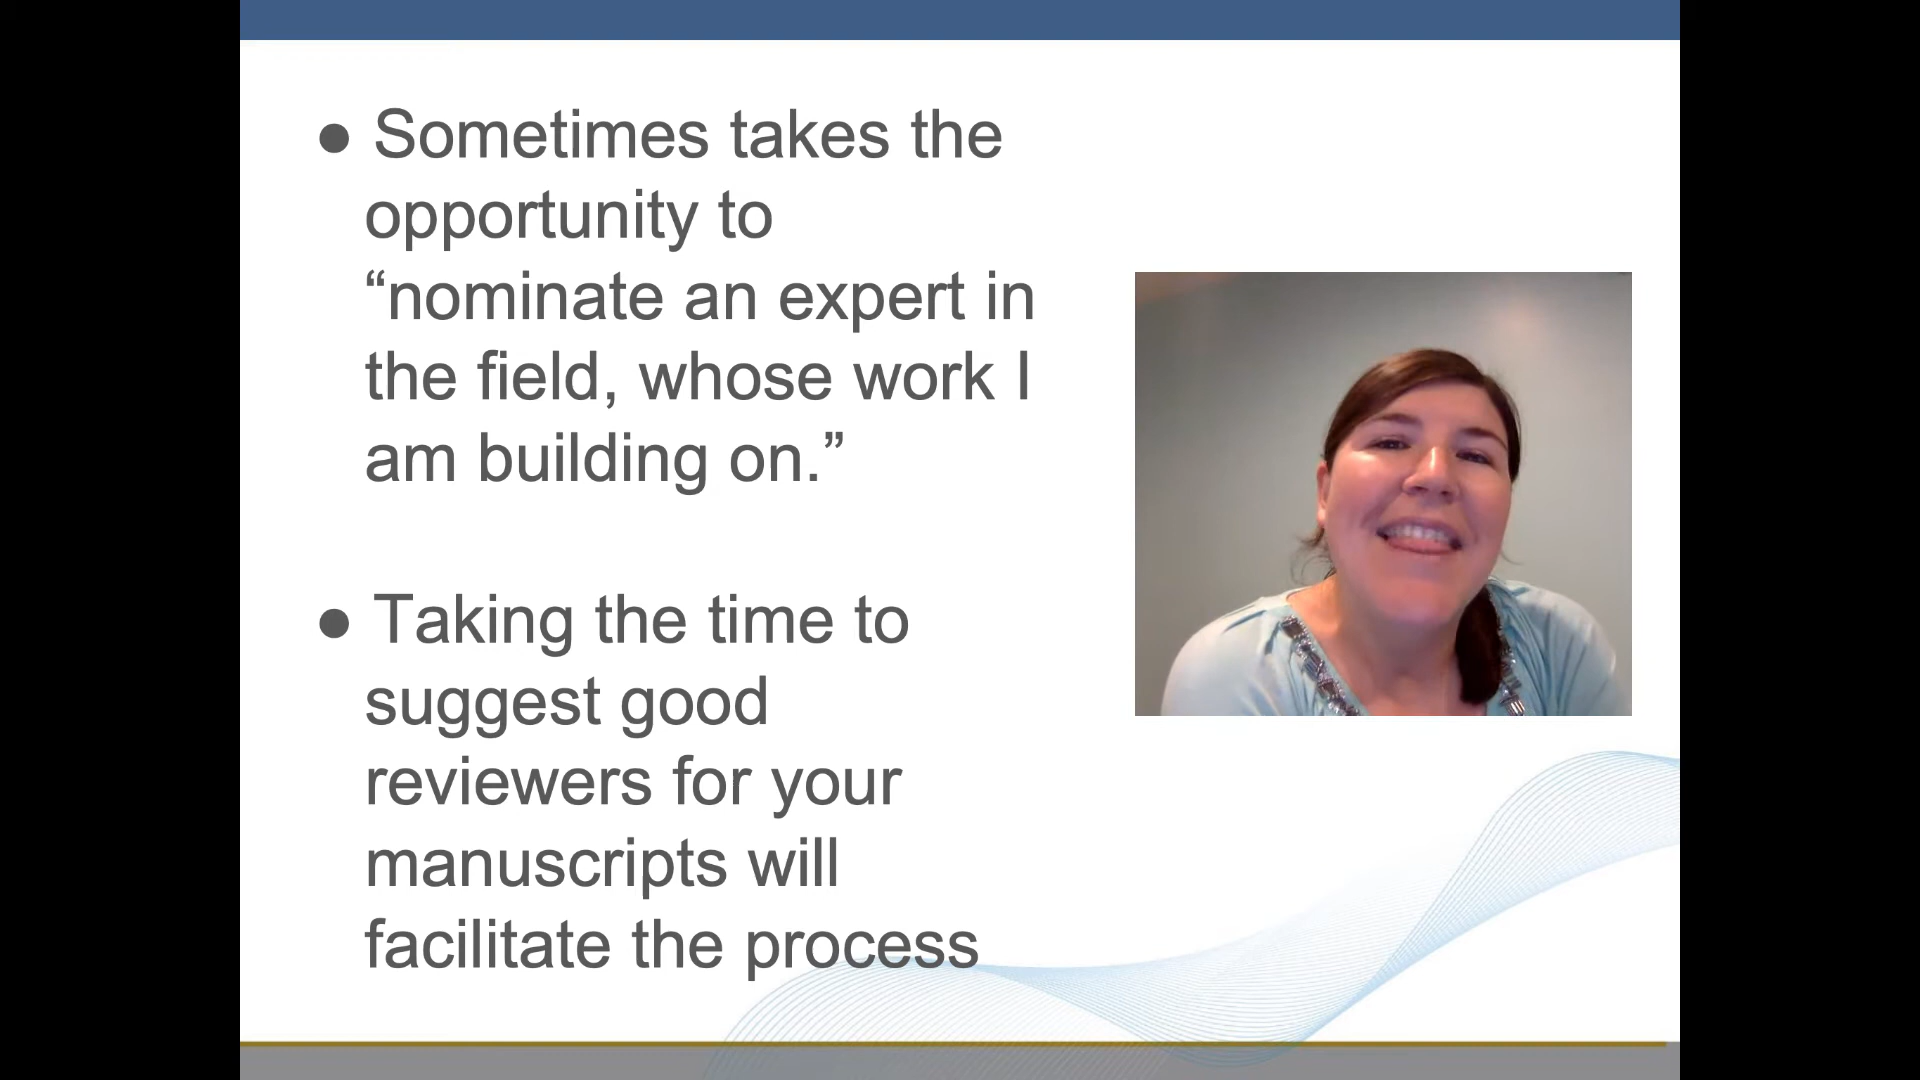 ● Sometimes takes the
opportunity to
“nominate an expert in
the field, whose work I
am building on.”
● Taking the time to
suggest good
reviewers for your
manuscripts will
facilitate the process